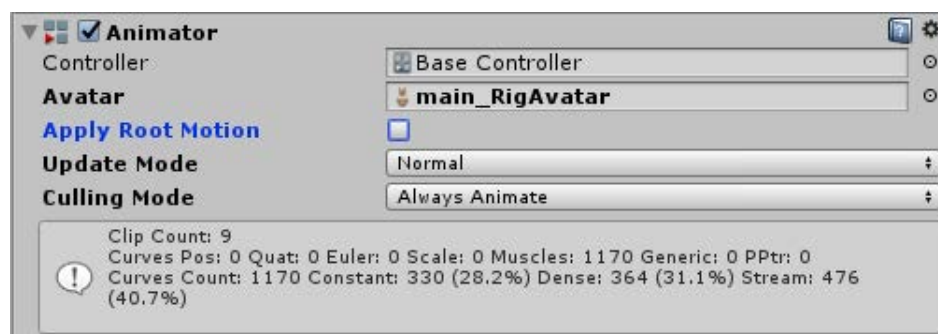 Animator
Controller Base Controller
Avatar main_RigAvatar
Apply Root Motion
Update Mode Normal
Culling Mode Always Animate
Clip Count: 9
Curves Pos: 0 Quat: 0 Euler: 0 Scale: 0 Muscles: 1170 Generic: 0 PPtr: 0
Curves Count: 1170 Constant: 330 (28.2%) Dense: 364 (31.1%) Stream: 476
(40.7%)